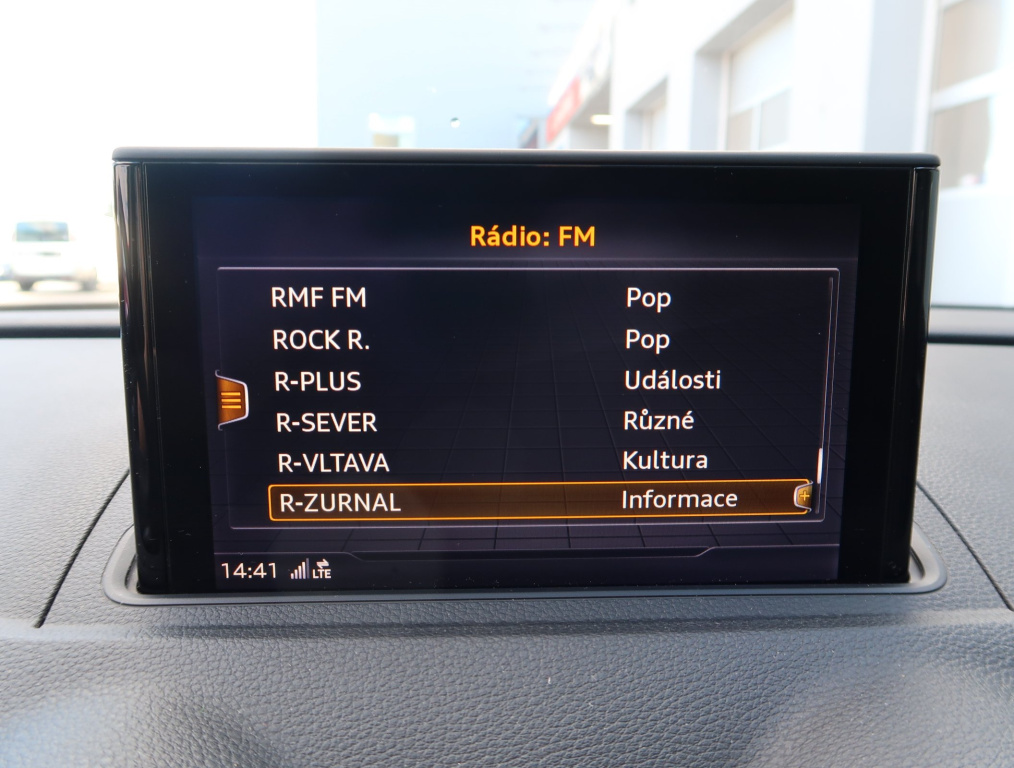 Rádio: FM
RMF FM Pop
ROCK R. Pop
R-PLUS Události
R-SEVER Různé
R-VLTAVA Kultura
R-ZURNAL Informace
14:41 LTE